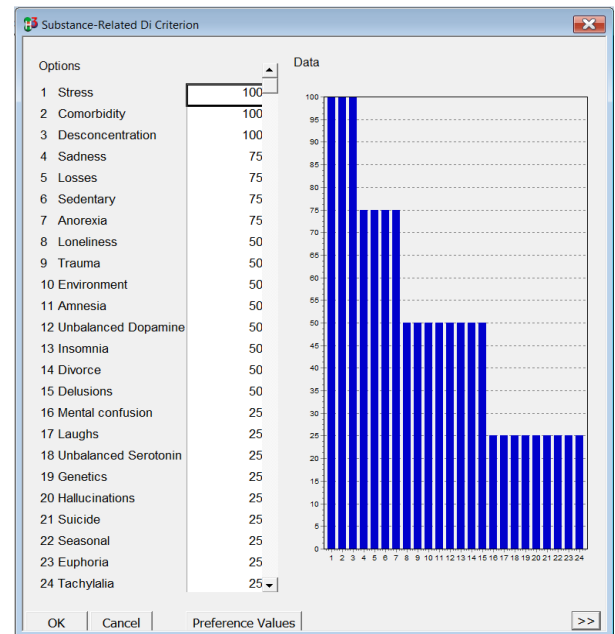 Substance-Related Di Criterion
Options
1 Stress 100
2 Comorbidity 100
3 Desconcentration 100
4 Sadness 75
5 Losses 75
6 Sedentary 75
7 Anorexia 75
8 Loneliness 50
9 Trauma 50
10 Environment 50
11 Amnesia 50
12 Unbalanced Dopamine 50
13 Insomnia 50
14 Divorce 50
15 Delusions 50
16 Mental confusion 25
17 Laughs 25
18 Unbalanced Serotonin 25
19 Genetics 25
20 Hallucinations 25
21 Suicide 25
22 Seasonal 25
23 Euphoria 25
24 Tachylalia 25
Data
100
95
90
85
80
75
70
65
60
55
50
45
40
35
30
25
20
15
10
5
0
1 2 3 4 5 6 7 8 9 10 11 12 13 14 15 16 17 18 19 20 21 22 23 24
OK Cancel Preference Values >>